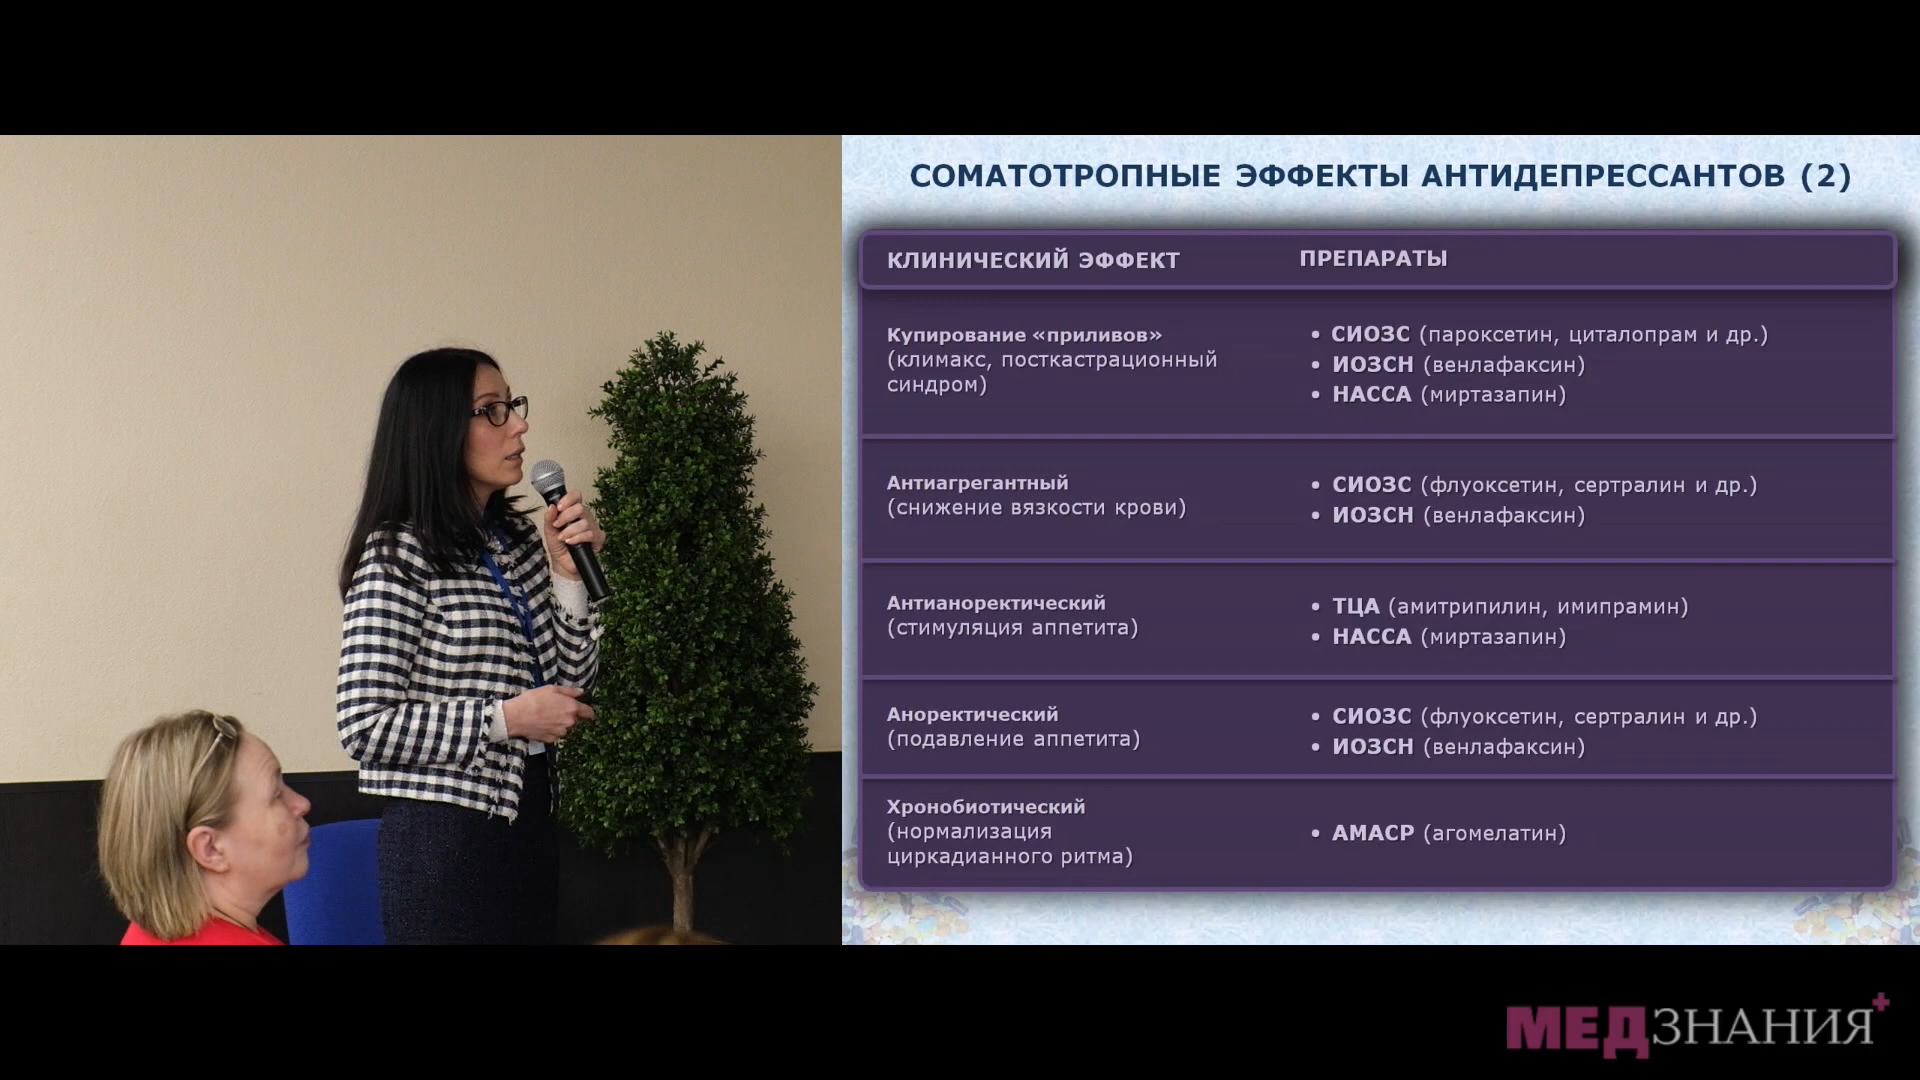 СОМАТОТРОПНЫЕ ЭФФЕКТЫ АНТИДЕПРЕССАНТОВ (2)
КЛИНИЧЕСКИЙ ЭФФЕКТ ПРЕПАРАТЫ
Купирование «приливов»
(климакс, посткастрационный
синдром)
• СИОЗС (пароксетин, циталопрам и др.)
• ИОЗСН (венлафаксин)
• НАССА (миртазапин)
Антиагрегантный
(снижение вязкости крови)
• СИОЗС (флуоксетин, сертралин и др.)
• ИОЗСН (венлафаксин)
Антианоректический
(стимуляция аппетита)
• ТЦА (амитрипилин, имипрамин)
• НАССА (миртазапин)
Аноректический
(подавление аппетита)
• СИОЗС (флуоксетин, сертралин и др.)
• ИОЗСН (венлафаксин)
Хронобиотический
(нормализация
циркадианного ритма)
• АМАСР (агомелатин)
МЕДЗНАНИЯ+